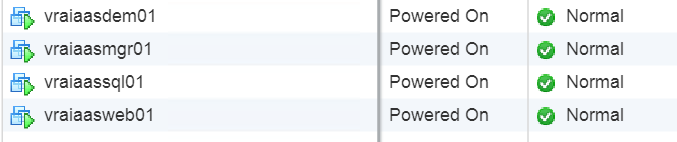 vraiaasdem01 Powered On Normal
vraiaasmgr01 Powered On Normal
vraiaassql01 Powered On Normal
vraiaasweb01 Powered On Normal